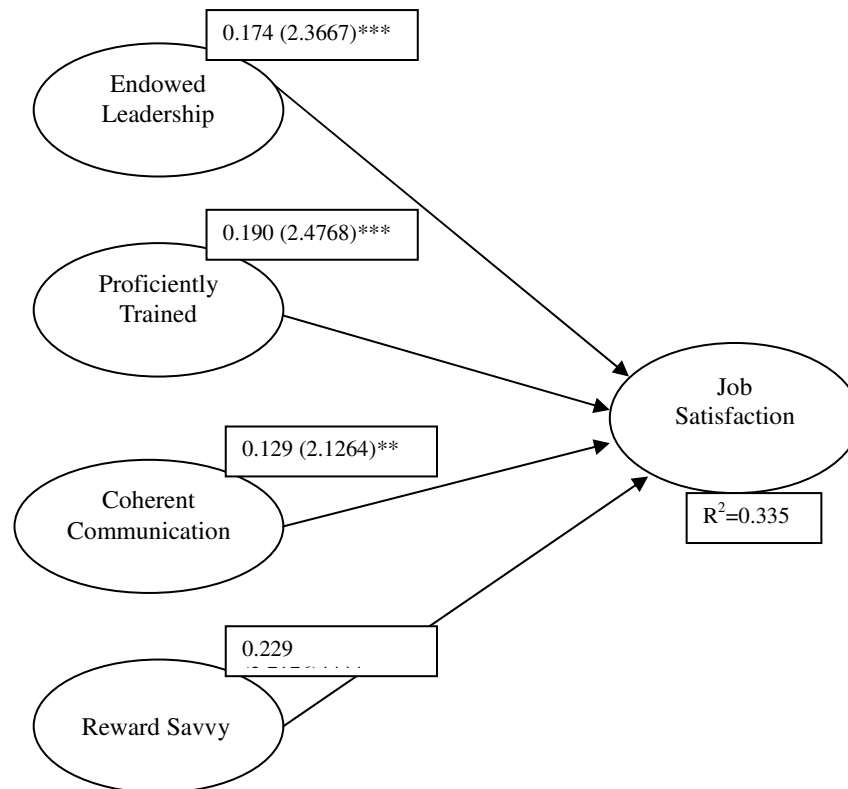 0.174 (2.3667)***
Endowed
Leadership
0.190 (2.4768)***
Proficiently
Trained
Job
Satisfaction
0.129 (2.1264)**
Coherent
Communication
R²=0.335
0.229
Reward Savvy